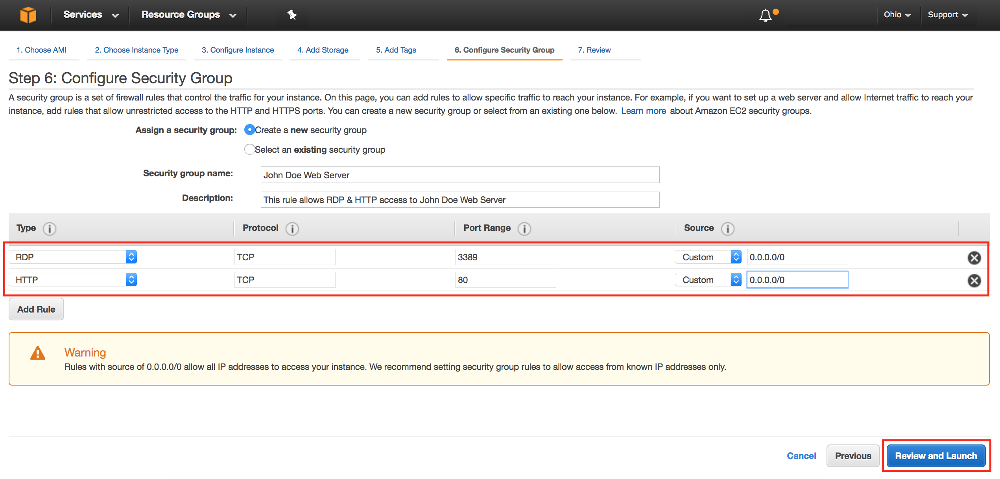 Services Resource Groups Ohio Support
1. Choose AMI 2. Choose Instance Type 3. Configure Instance 4. Add Storage 5. Add Tags 6. Configure Security Group 7. Review
Step 6: Configure Security Group
A security group is a set of firewall rules that control the traffic for your instance. On this page, you can add rules to allow specific traffic to reach your instance. For example, if you want to set up a web server and allow Internet traffic to reach your
instance, add rules that allow unrestricted access to the HTTP and HTTPS ports. You can create a new security group or select from an existing one below. Learn more about Amazon EC2 security groups.
Assign a security group: Create a new security group
Select an existing security group
Security group name: John Doe Web Server
Description: This rule allows RDP & HTTP access to John Doe Web Server
Type i Protocol i Port Range i Source i
RDP TCP 3389 Custom 0.0.0.0/0
HTTP TCP 80 Custom 0.0.0.0/0
Add Rule
Warning
Rules with source of 0.0.0.0/0 allow all IP addresses to access your instance. We recommend setting security group rules to allow access from known IP addresses only.
Cancel Previous Review and Launch